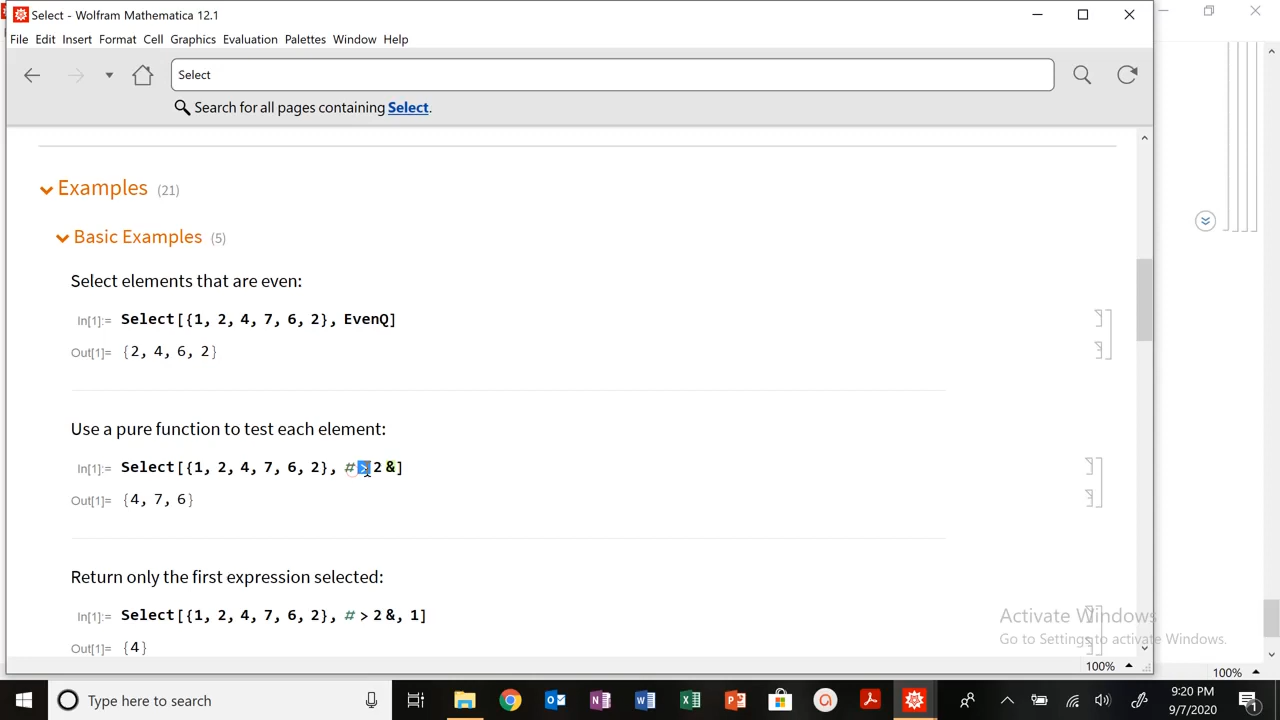 Select - Wolfram Mathematica 12.1
File Edit Insert Format Cell Graphics Evaluation Palettes Window Help
Select
Search for all pages containing Select.
Examples (21)
Basic Examples (5)
Select elements that are even:
In[1]:= Select[{1, 2, 4, 7, 6, 2}, EvenQ]
Out[1]= {2, 4, 6, 2}
Use a pure function to test each element:
In[1]:= Select[{1, 2, 4, 7, 6, 2}, # > 2 &]
Out[1]= {4, 7, 6}
Return only the first expression selected:
In[1]:= Select[{1, 2, 4, 7, 6, 2}, # > 2 &, 1]
Out[1]= {4}
Activate Windows
Go to Settings to activate Windows.
100%
100%
Type here to search
9:20 PM
9/7/2020
1